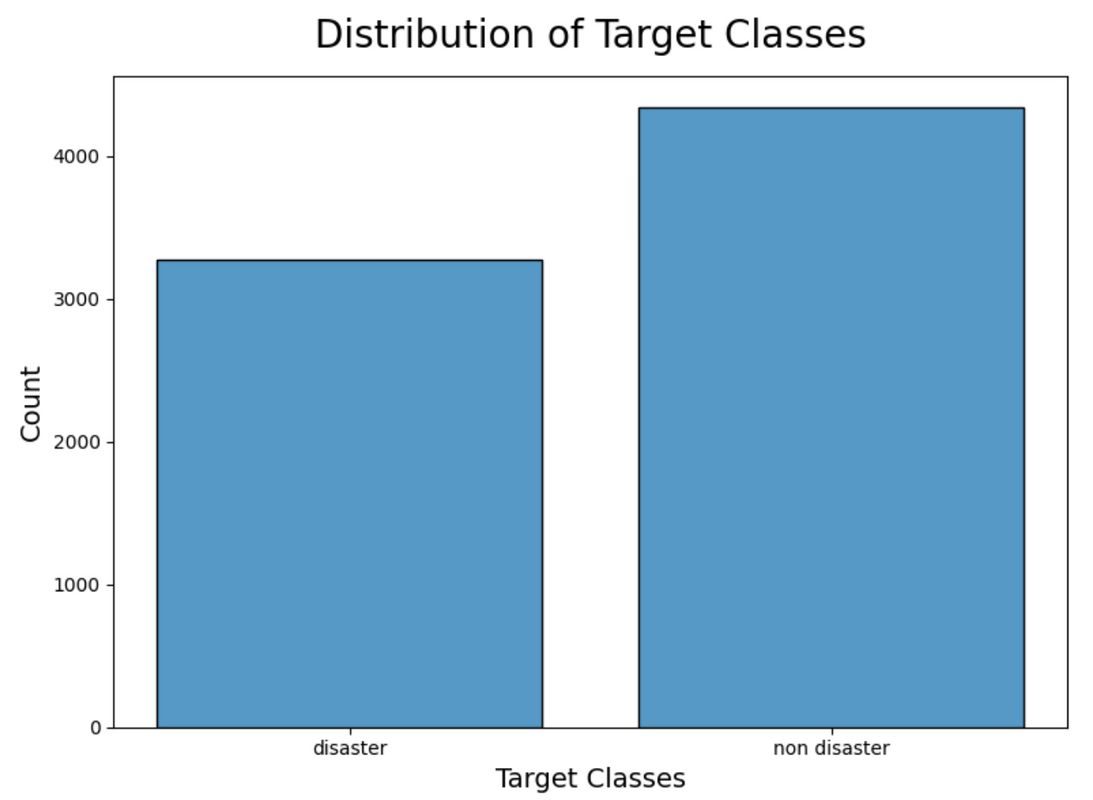 Distribution of Target Classes
4000
3000
2000
1000
0
Count
disaster non disaster
Target Classes